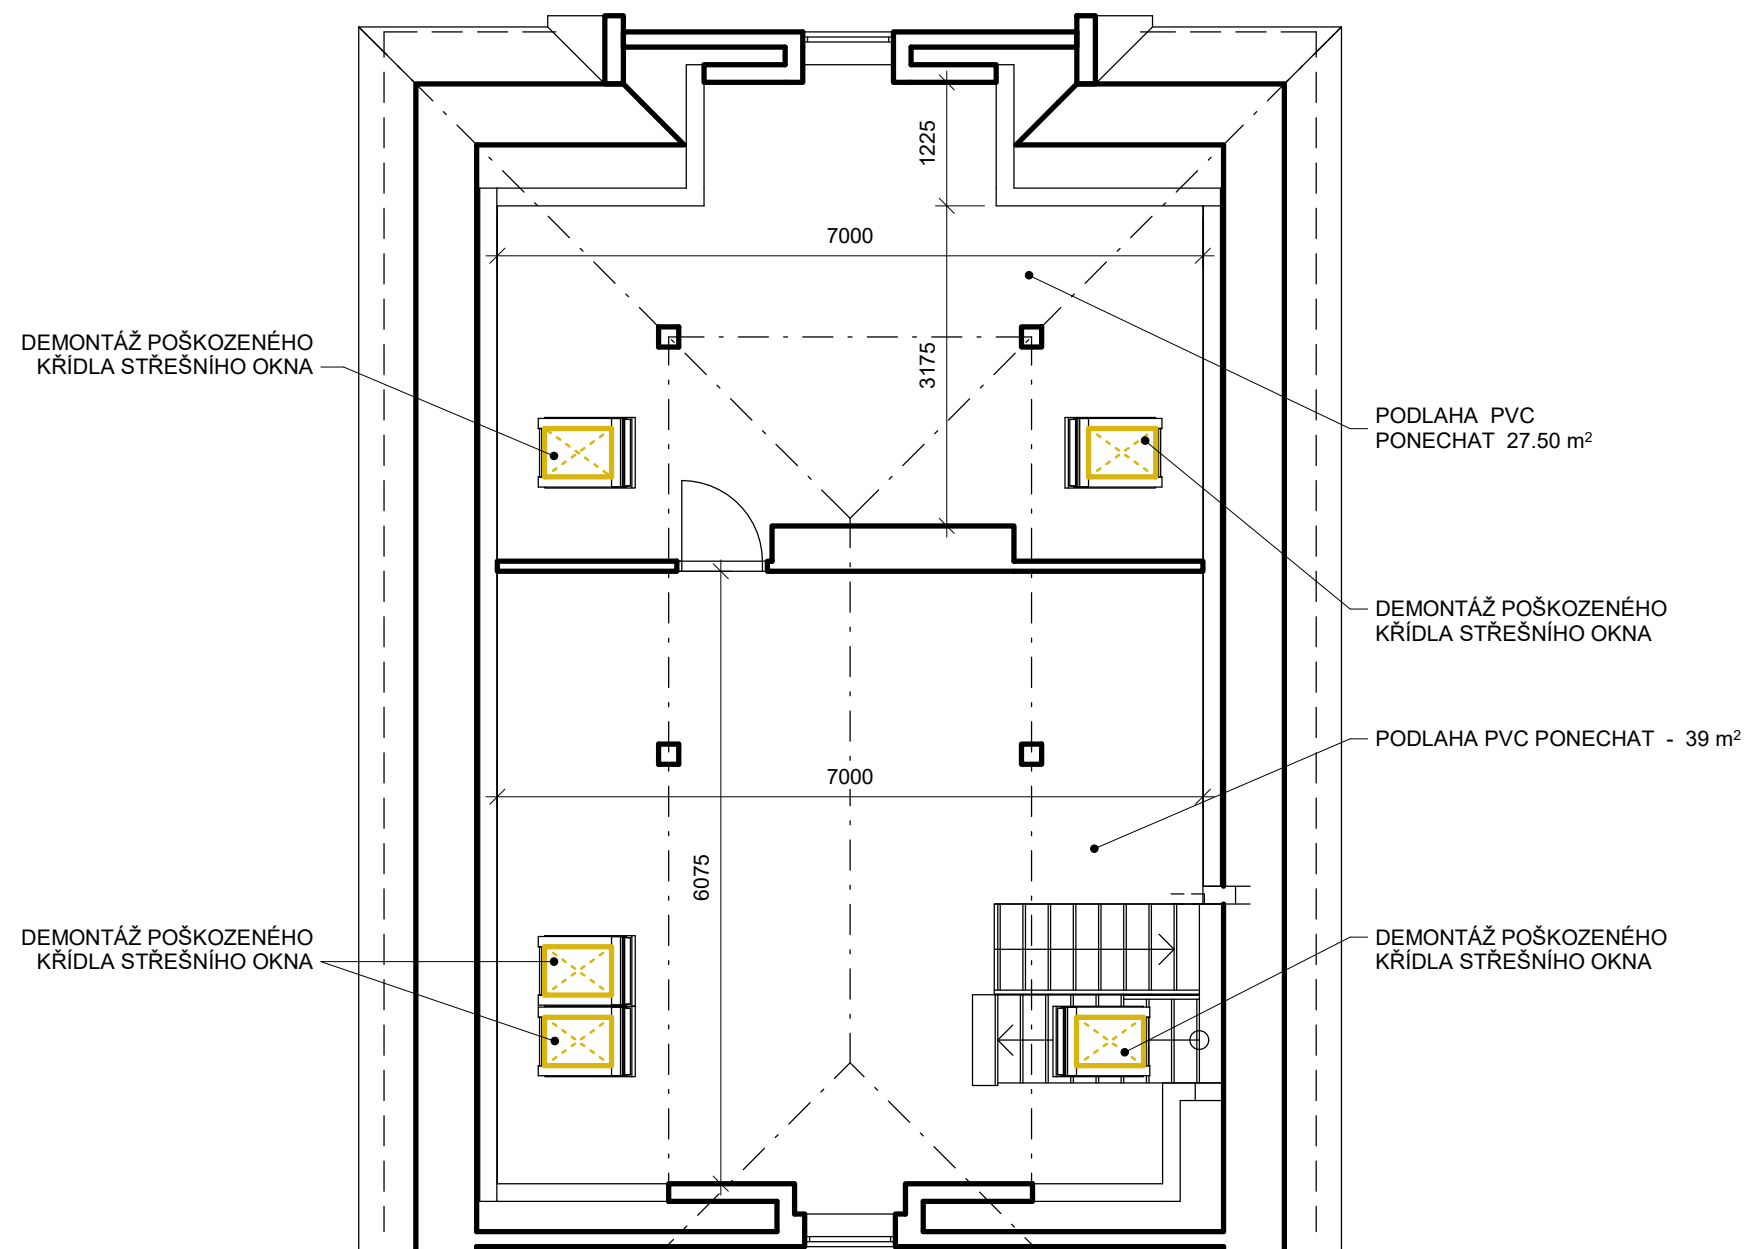 1225
7000
DEMONTÁŽ POŠKOZENÉHO
KŘÍDLA STŘEŠNÍHO OKNA
3175
PODLAHA PVC
PONECHAT 27.50 m²
DEMONTÁŽ POŠKOZENÉHO
KŘÍDLA STŘEŠNÍHO OKNA
PODLAHA PVC PONECHAT - 39 m²
7000
6075
DEMONTÁŽ POŠKOZENÉHO
KŘÍDLA STŘEŠNÍHO OKNA
DEMONTÁŽ POŠKOZENÉHO
KŘÍDLA STŘEŠNÍHO OKNA